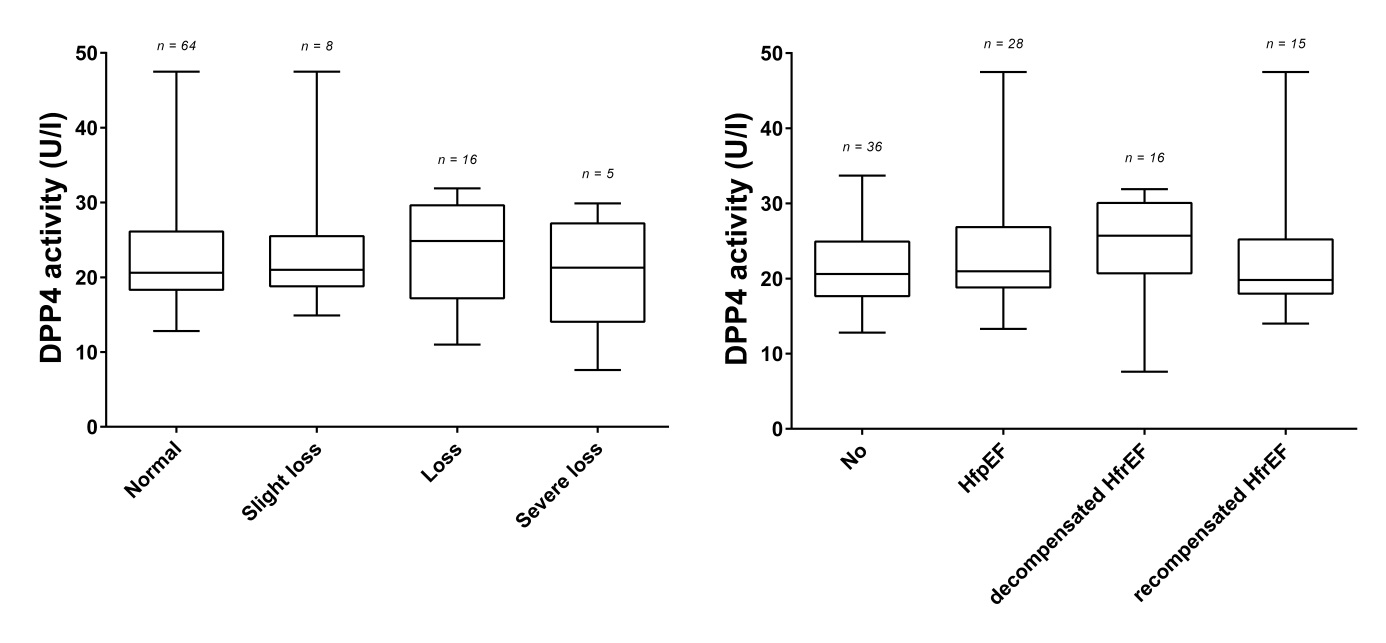 DPP4 activity (U/l)
50
40
30
20
10
0
n = 64
n = 8
n = 16
n = 5
Normal
Slight loss
Loss
Severe loss
DPP4 activity (U/l)
50
40
30
20
10
0
n = 36
n = 28
n = 16
n = 15
No
HfpEF
decompensated HfrEF
recompensated HfrEF